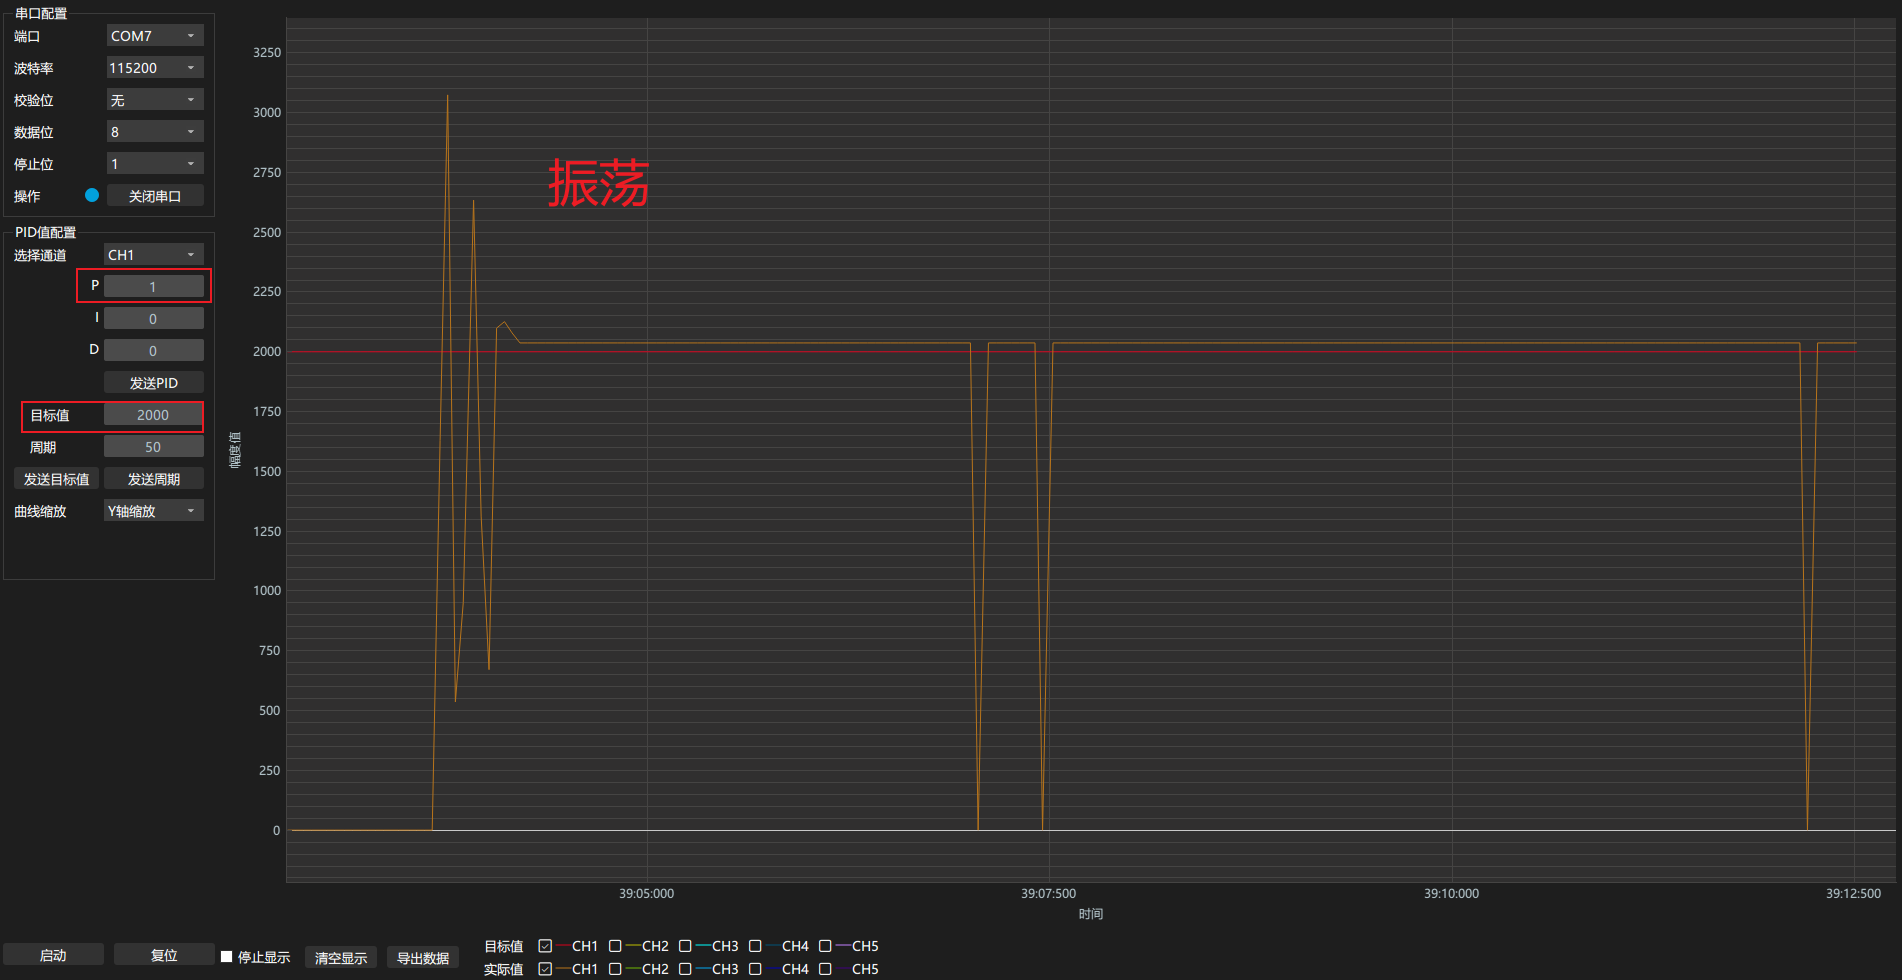 串口配置
端口 COM7
波特率 115200
校验位 无
数据位 8
停止位 1
操作 关闭串口
PID值配置
选择通道 CH1
P 1
I 0
D 0
发送PID
目标值 2000
周期 50
发送目标值 发送周期
曲线缩放 Y轴缩放
启动 复位
振荡
幅度值
3250
3000
2750
2500
2250
2000
1750
1500
1250
1000
750
500
250
0
39:05:000 39:07:500 39:10:000 39:12:500
时间
停止显示 清空显示 导出数据
目标值 CH1 CH2 CH3 CH4 CH5
实际值 CH1 CH2 CH3 CH4 CH5